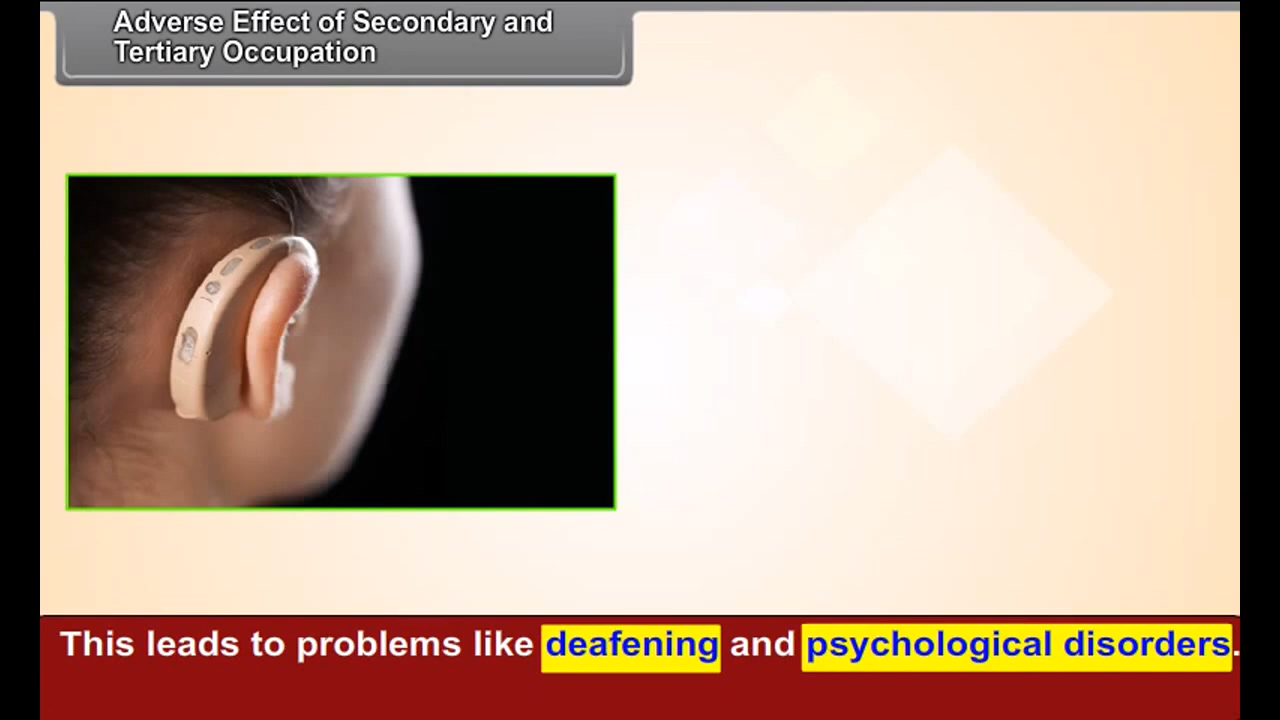 Adverse Effect of Secondary and
Tertiary Occupation
This leads to problems like deafening and psychological disorders.